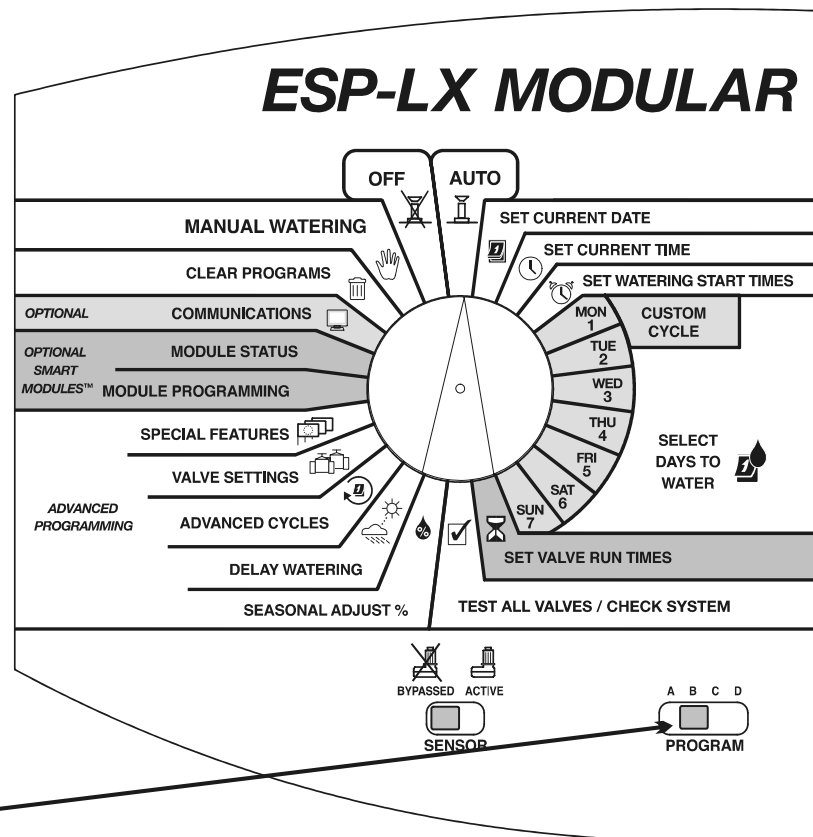 ESP-LX MODULAR
OFF
AUTO
MANUAL WATERING
CLEAR PROGRAMS
OPTIONAL
COMMUNICATIONS
OPTIONAL
SMART
MODULES™
MODULE STATUS
MODULE PROGRAMMING
SPECIAL FEATURES
VALVE SETTINGS
ADVANCED
PROGRAMMING
ADVANCED CYCLES
DELAY WATERING
SEASONAL ADJUST %
%
SET CURRENT DATE
1
SET CURRENT TIME
SET WATERING START TIMES
MON
1
TUE
2
WED
3
THU
4
FRI
5
SAT
6
SUN
7
CUSTOM
CYCLE
SELECT
DAYS TO
WATER
1
1
SET VALVE RUN TIMES
TEST ALL VALVES / CHECK SYSTEM
BYPASSED ACTIVE
SENSOR
A B C D
PROGRAM